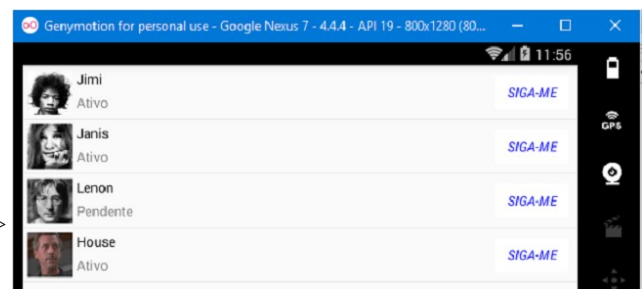 Genymotion for personal use - Google Nexus 7 - 4.4.4 - API 19 - 800x1280 (80...
11:56
Jimi
Ativo
SIGA-ME
GPS
Janis
Ativo
SIGA-ME
Lenon
Pendente
SIGA-ME
>
House
Ativo
SIGA-ME